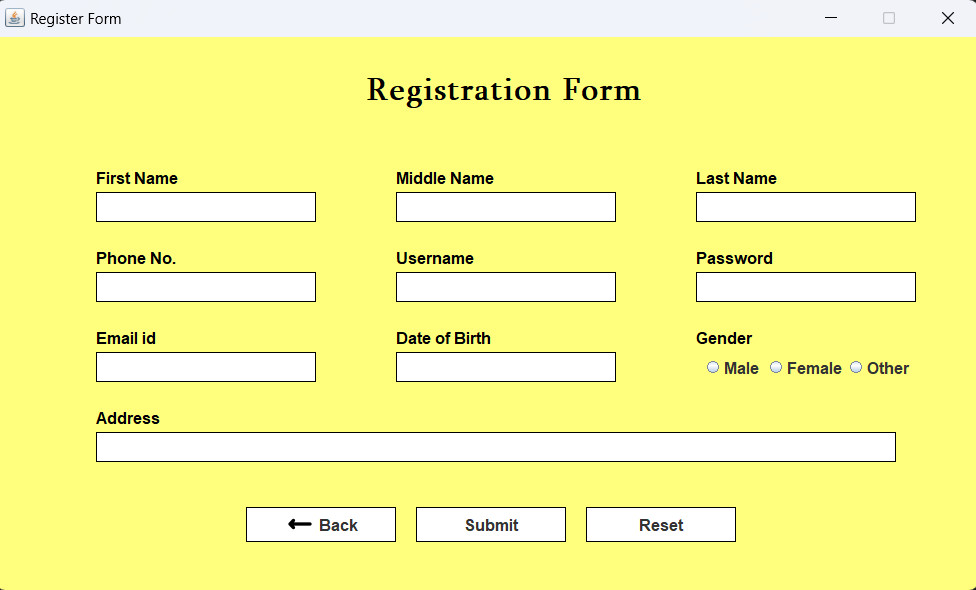 Register Form
Registration Form
First Name Middle Name Last Name
Phone No. Username Password
Email id Date of Birth Gender
Male Female Other
Address
Back Submit Reset